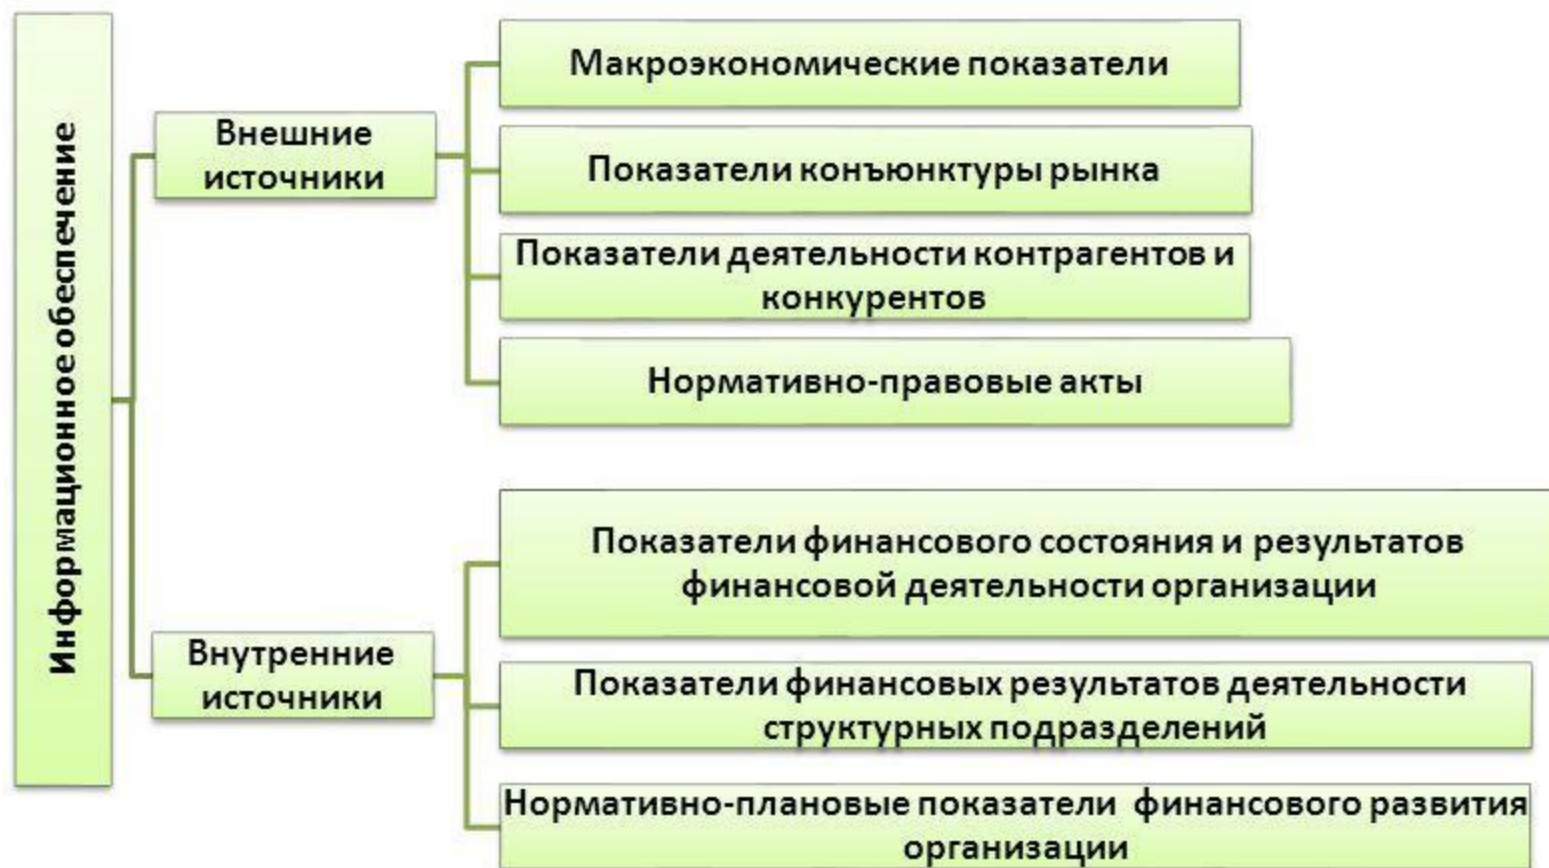 Информационное обеспечение
Внешние
источники
Макроэкономические показатели
Показатели конъюнктуры рынка
Показатели деятельности контрагентов и
конкурентов
Нормативно-правовые акты
Внутренние
источники
Показатели финансового состояния и результатов
финансовой деятельности организации
Показатели финансовых результатов деятельности
структурных подразделений
Нормативно-плановые показатели финансового развития
организации